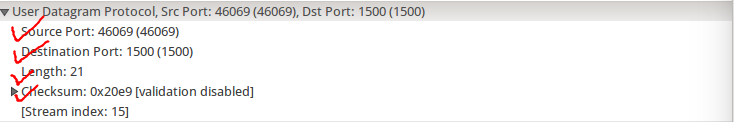 User Datagram Protocol, Src Port: 46069 (46069), Dst Port: 1500 (1500)
Source Port: 46069 (46069)
Destination Port: 1500 (1500)
Length: 21
Checksum: 0x20e9 [validation disabled]
[Stream index: 15]